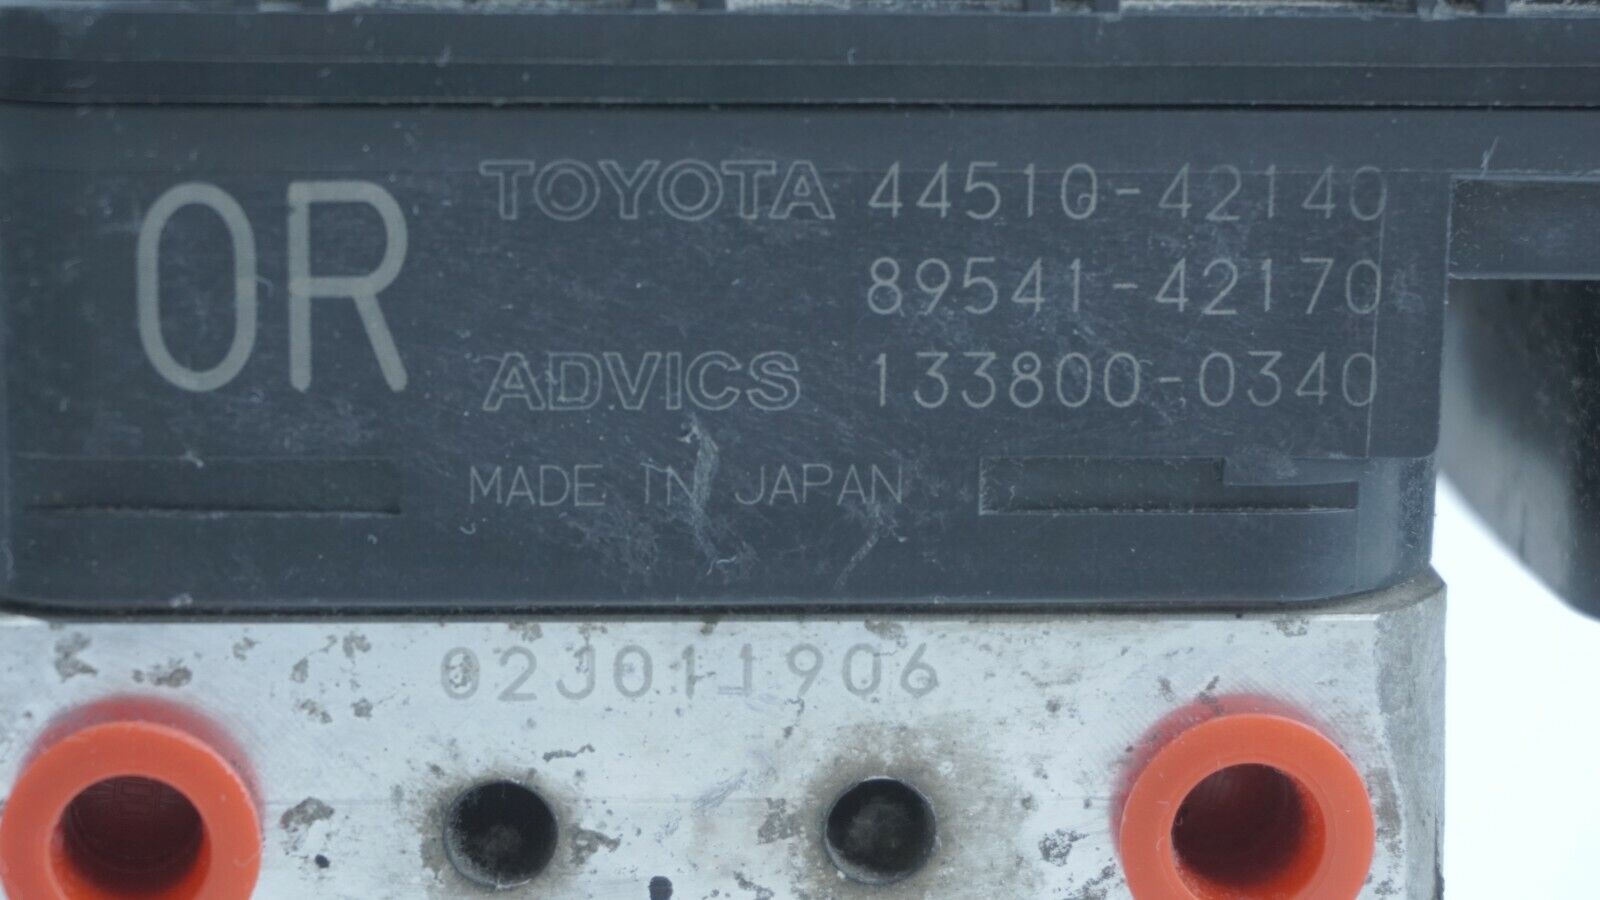 0R
TOYOTA 44510-42140
89541-42170
ADVICS 133800-0340
MADE IN JAPAN
02J011906